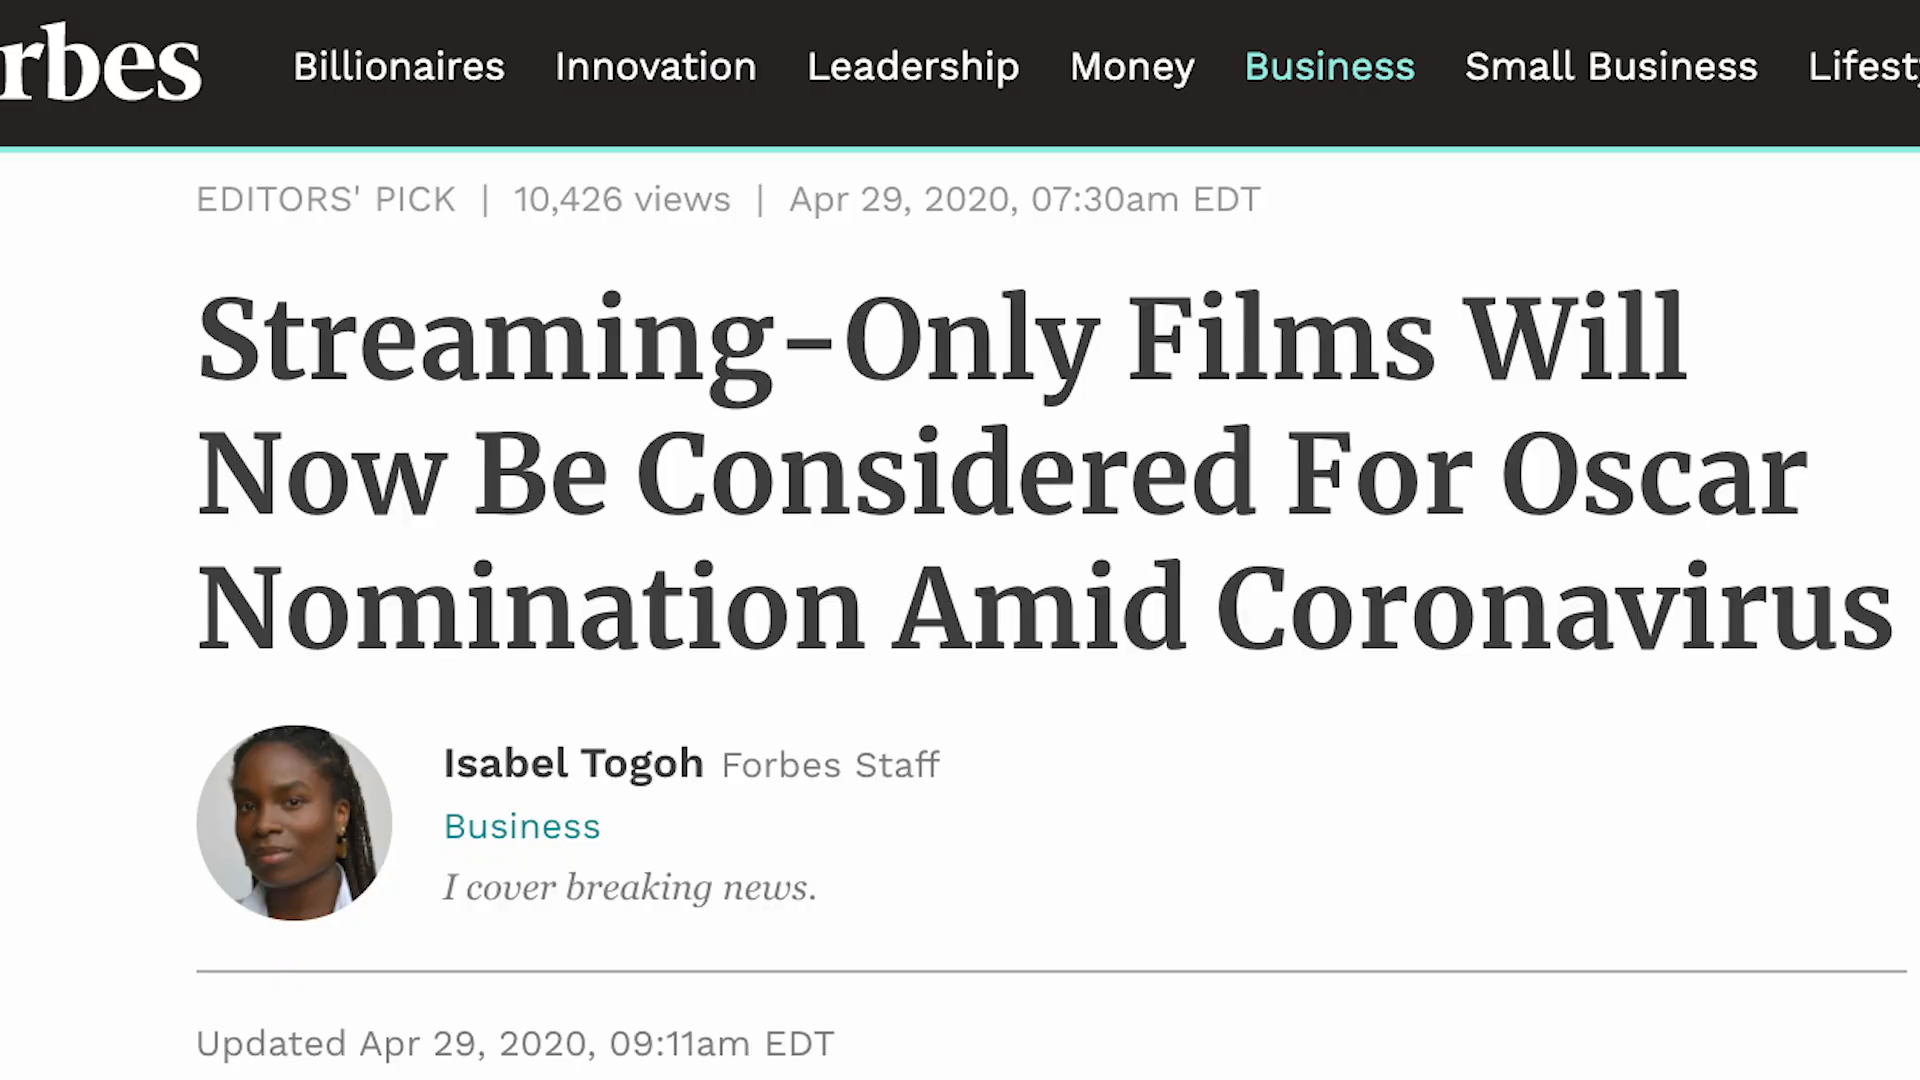 rbes Billionaires Innovation Leadership Money Business Small Business Lifesty
EDITORS' PICK | 10,426 views | Apr 29, 2020, 07:30am EDT
Streaming-Only Films Will
Now Be Considered For Oscar
Nomination Amid Coronavirus
Isabel Togoh Forbes Staff
Business
I cover breaking news.
Updated Apr 29, 2020, 09:11am EDT